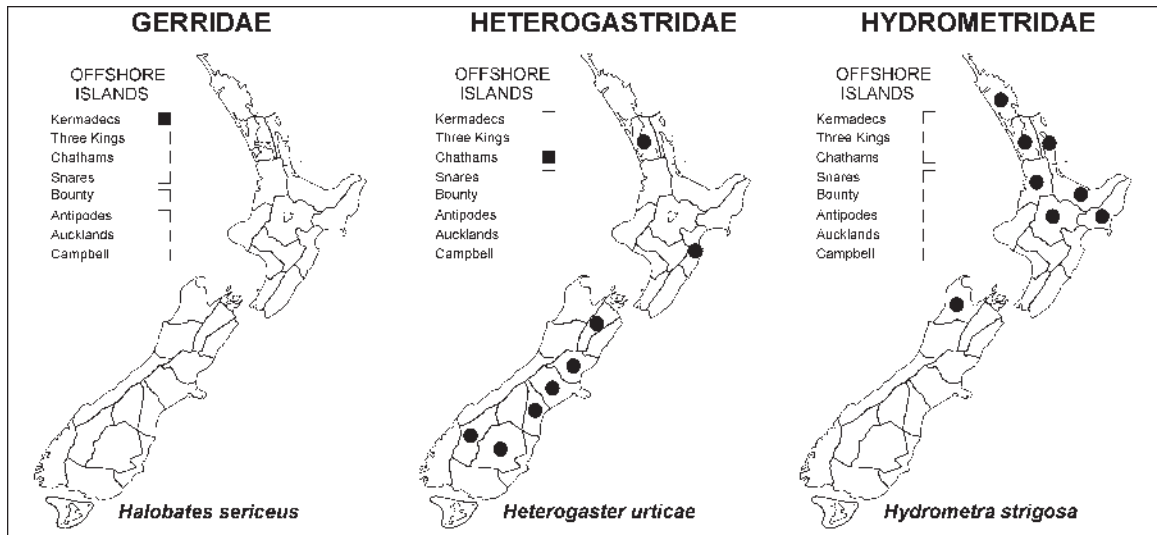 GERRIDAE
OFFSHORE
ISLANDS
Kermadecs
Three Kings
Chathams
Snares
Bounty
Antipodes
Aucklands
Campbell
Halobates sericeus
HETEROGASTRIDAE
OFFSHORE
ISLANDS
Kermadecs
Three Kings
Chathams
Snares
Bounty
Antipodes
Aucklands
Campbell
Heterogaster urticae
HYDROMETRIDAE
OFFSHORE
ISLANDS
Kermadecs
Three Kings
Chathams
Snares
Bounty
Antipodes
Aucklands
Campbell
Hydrometra strigosa